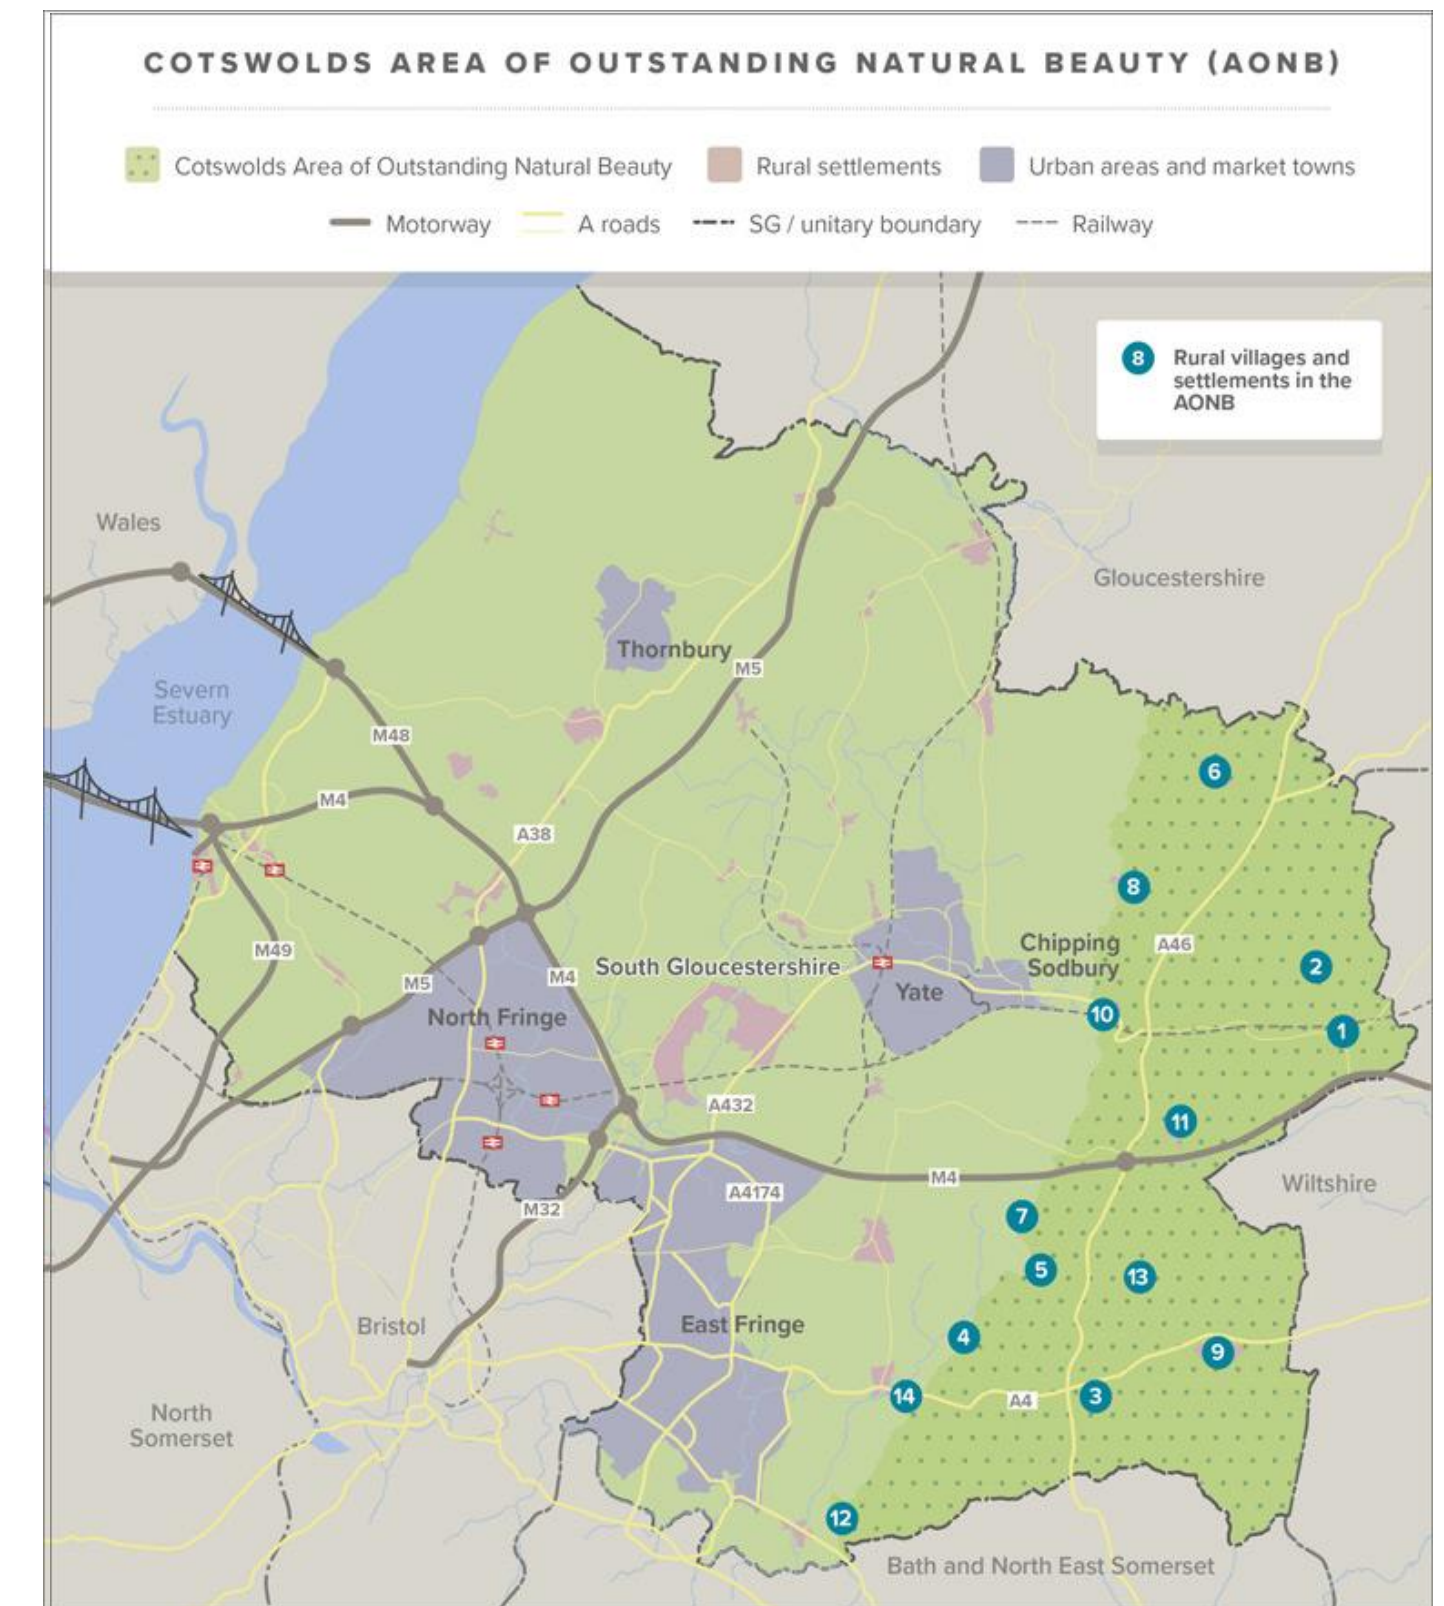 COTSWOLDS AREA OF OUTSTANDING NATURAL BEAUTY (AONB)
Cotswolds Area of Outstanding Natural Beauty
Rural settlements
Urban areas and market towns
Motorway
A roads
SG / unitary boundary
Railway
8
Rural villages and
settlements in the
AONB
Wales
Gloucestershire
Thornbury
M5
Severn
Estuary
M48
6
M4
A38
8
Chipping
Sodbury
A46
M49
M5
M4
South Gloucestershire
2
Yate
North Fringe
10
1
A432
11
M4
Wiltshire
A4174
M32
7
5
13
Bristol
East Fringe
4
9
14
A4
3
North
Somerset
12
Bath and North East Somerset